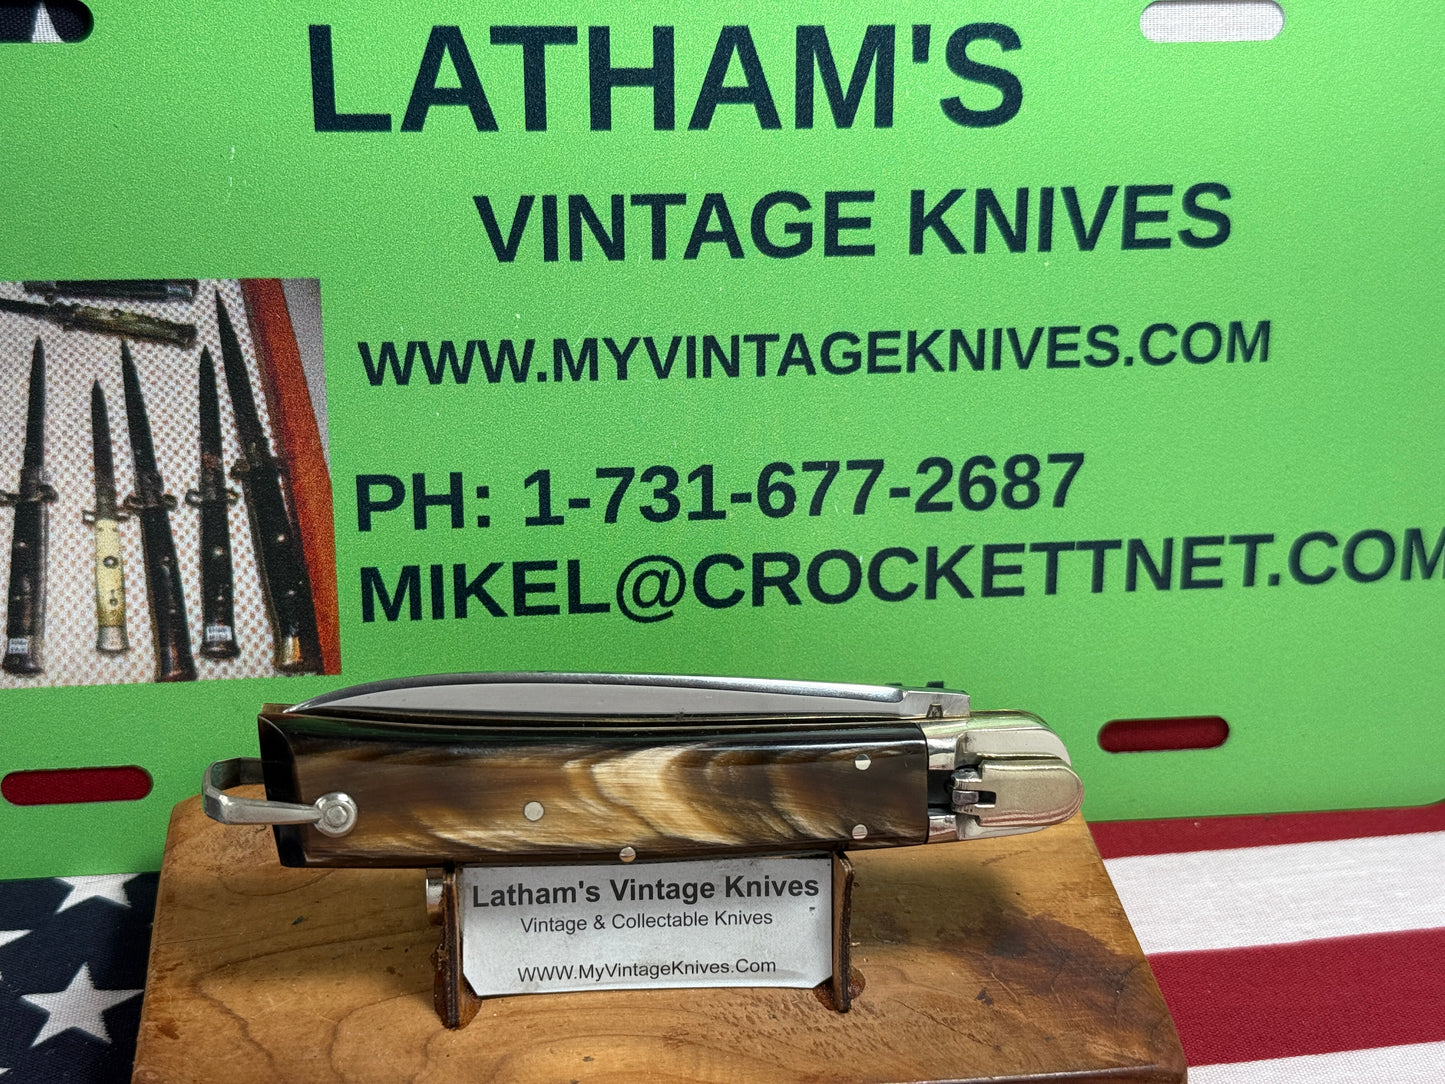 LATHAM'S
VINTAGE KNIVES
WWW.MYVINTAGEKNIVES.COM
PH: 1-731-677-2687
MIKEL@CROCKETTNET.COM
Latham's Vintage Knives
Vintage & Collectable Knives
WWW.MyVintageKnives.Com